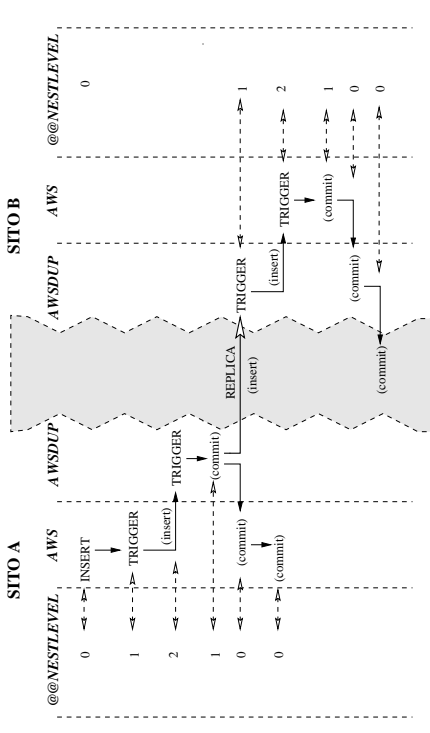 SITO A SITO B
@@NESTLEVEL AWS AWSDUP AWSDUP AWS @@NESTLEVEL
0 INSERT 0
1 TRIGGER
(insert)
2 TRIGGER
1 (commit)
REPLICA
0 (commit) TRIGGER 1
(insert)
(insert)
0 (commit) TRIGGER 2
(commit) 1
(commit) 0
(commit) 0